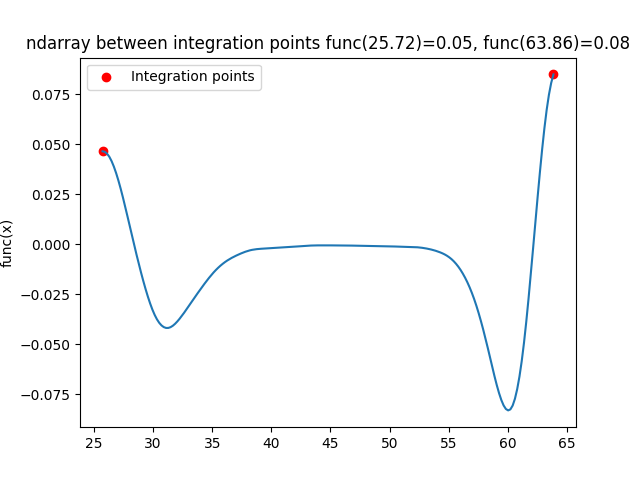 ndarray between integration points func(25.72)=0.05, func(63.86)=0.08
Integration points
func(x)
0.075
0.050
0.025
0.000
−0.025
−0.050
−0.075
25 30 35 40 45 50 55 60 65